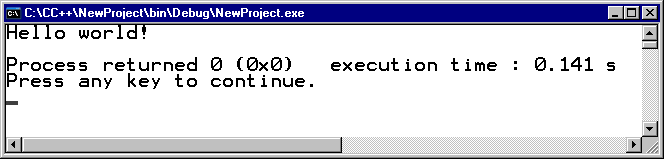 C:\CC++\NewProject\bin\Debug\NewProject.exe
Hello world!
Process returned 0 (0x0)   execution time : 0.141 s
Press any key to continue.